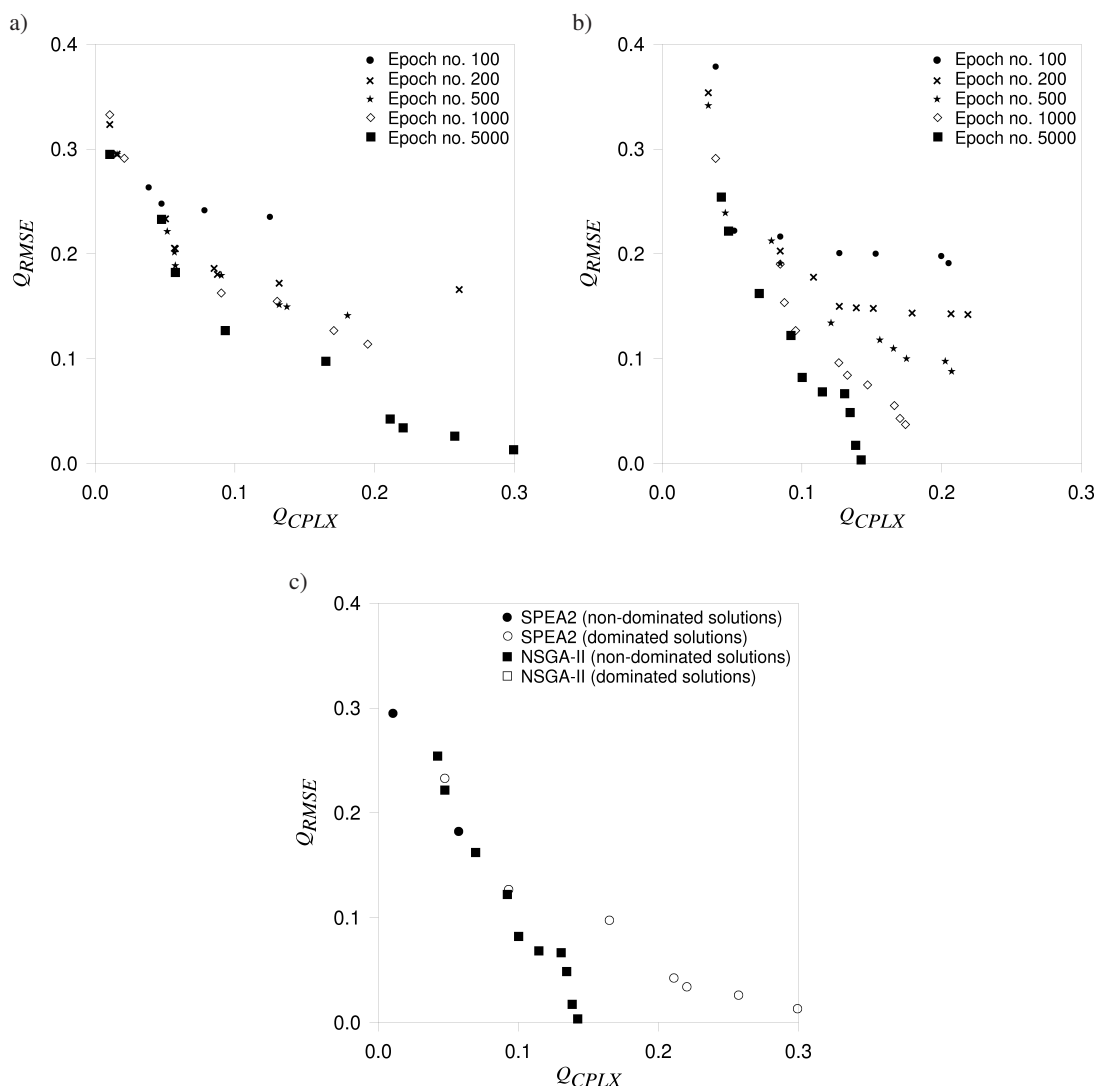 a)
0.4
0.3
0.2
0.1
0.0
Q_RMSE
Epoch no. 100
Epoch no. 200
Epoch no. 500
Epoch no. 1000
Epoch no. 5000
0.0 0.1 0.2 0.3
Q_CPLX
b)
0.4
0.3
0.2
0.1
0.0
Q_RMSE
Epoch no. 100
Epoch no. 200
Epoch no. 500
Epoch no. 1000
Epoch no. 5000
0.0 0.1 0.2 0.3
Q_CPLX
c)
0.4
0.3
0.2
0.1
0.0
Q_RMSE
SPEA2 (non-dominated solutions)
SPEA2 (dominated solutions)
NSGA-II (non-dominated solutions)
NSGA-II (dominated solutions)
0.0 0.1 0.2 0.3
Q_CPLX